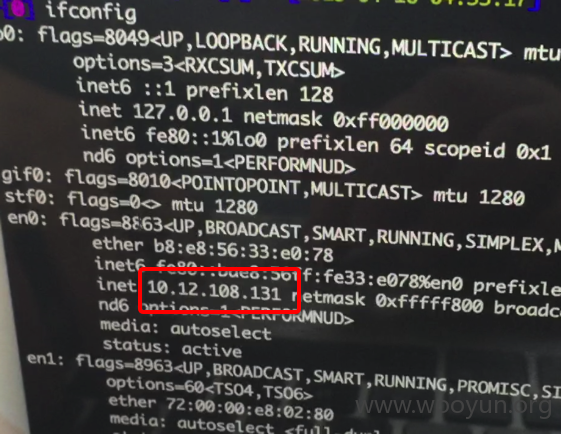 ifconfig
o0: flags=8049<UP,LOOPBACK,RUNNING,MULTICAST> mtu
options=3<RXCSUM,TXCSUM>
inet6 ::1 prefixlen 128
inet 127.0.0.1 netmask 0xff000000
inet6 fe80::1%lo0 prefixlen 64 scopeid 0x1
nd6 options=1<PERFORMNUD>
gif0: flags=8010<POINTOPOINT,MULTICAST> mtu 1280
stf0: flags=0<> mtu 1280
en0: flags=8863<UP,BROADCAST,SMART,RUNNING,SIMPLEX,M
ether b8:e8:56:33:e0:78
inet6 fe80::bae8:56ff:fe33:e078%en0 prefixle
inet 10.12.108.131 netmask 0xfffff800 broadc
nd6 options=1<PERFORMNUD>
media: autoselect
status: active
en1: flags=8963<UP,BROADCAST,SMART,RUNNING,PROMISC,SI
options=60<TSO4,TSO6>
ether 72:00:00:e8:02:80
media: autoselect <full-dupl
www.wooyun.org